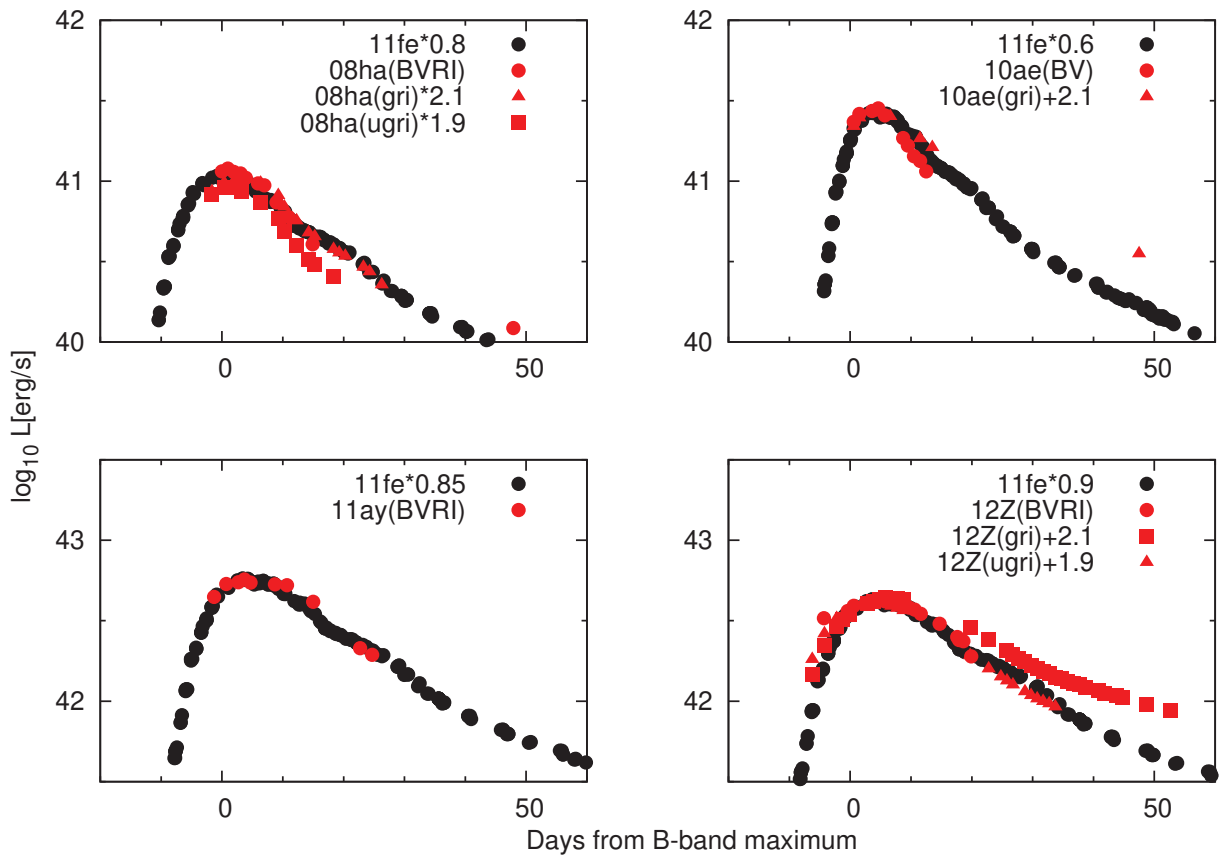 42
41
40
0
50
11fe*0.8
08ha(BVRI)
08ha(gri)*2.1
08ha(ugri)*1.9
42
41
40
0
50
11fe*0.6
10ae(BV)
10ae(gri)+2.1
log₁₀ L[erg/s]
43
42
0
50
11fe*0.85
11ay(BVRI)
43
42
0
50
11fe*0.9
12Z(BVRI)
12Z(gri)+2.1
12Z(ugri)+1.9
Days from B-band maximum